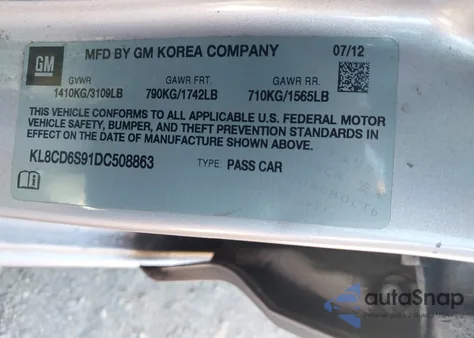 GM
MFD BY GM KOREA COMPANY
07/12
GVWR GAWR FRT. GAWR RR.
1410KG/3109LB 790KG/1742LB 710KG/1565LB
THIS VEHICLE CONFORMS TO ALL APPLICABLE U.S. FEDERAL MOTOR
VEHICLE SAFETY, BUMPER, AND THEFT PREVENTION STANDARDS IN
EFFECT ON THE DATE OF MANUFACTURE SHOWN ABOVE.
KL8CD6S91DC508863 TYPE: PASS CAR
autoSnap